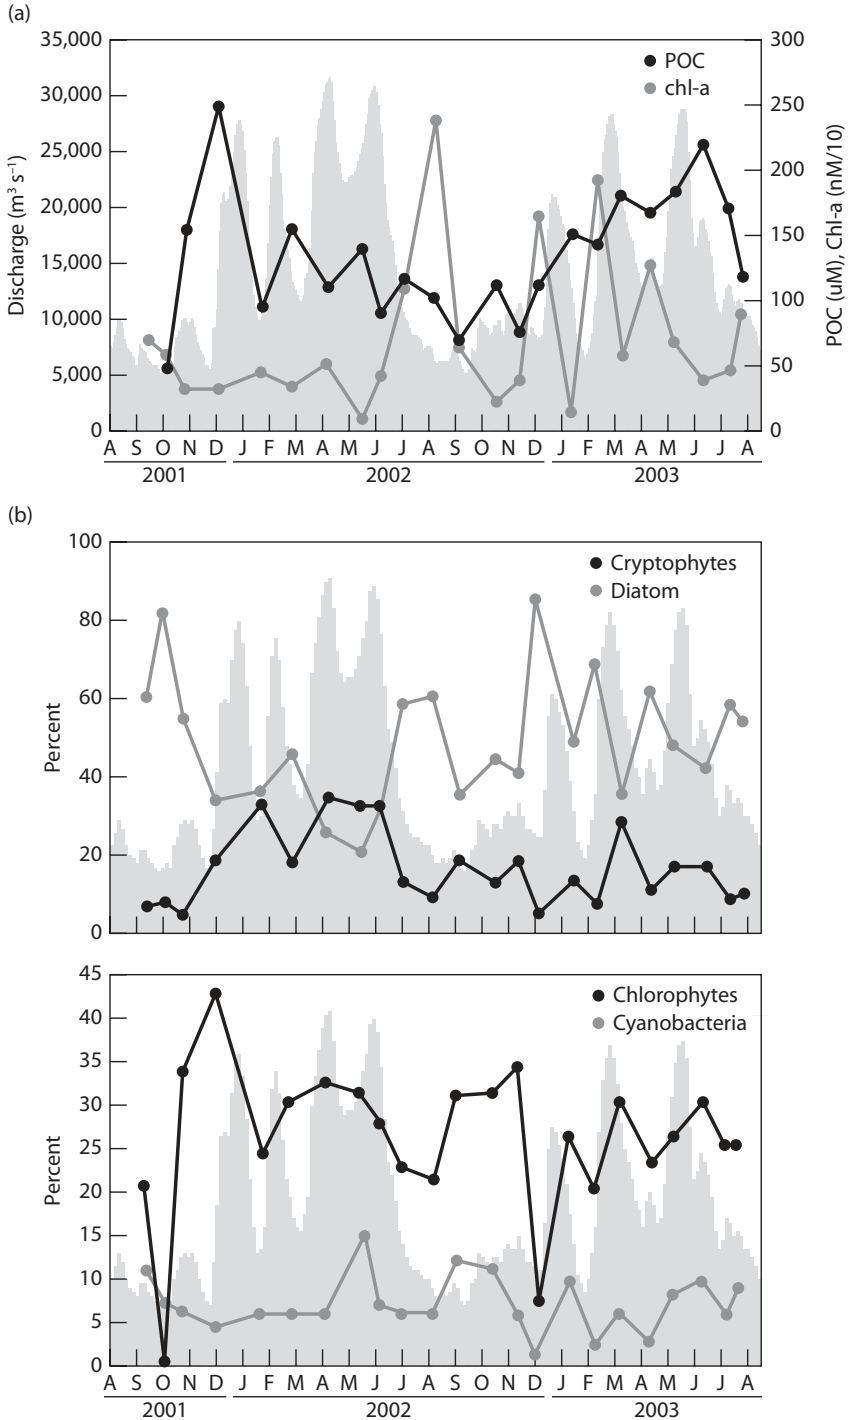 (a)
35,000
30,000
25,000
20,000
15,000
10,000
5,000
0
Discharge (m³ s⁻¹)
300
250
200
150
100
50
0
POC (uM), Chl-a (nM/10)
POC
chl-a
A S O N D J F M A M J J A S O N D J F M A M J J A
2001 2002 2003
(b)
100
80
60
40
20
0
Percent
Cryptophytes
Diatom
45
40
35
30
25
20
15
10
5
0
Percent
Chlorophytes
Cyanobacteria
A S O N D J F M A M J J A S O N D J F M A M J J A
2001 2002 2003